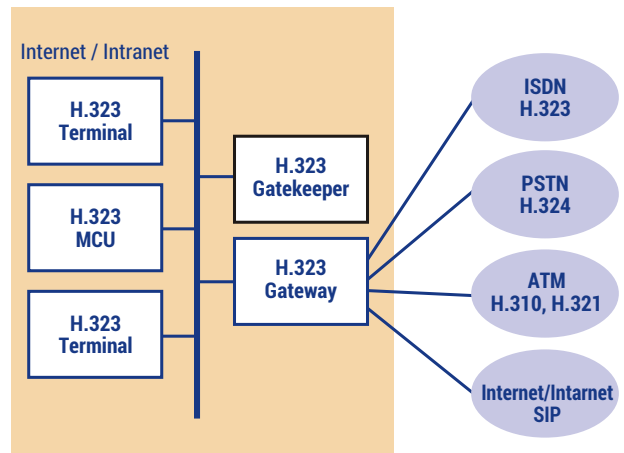 Internet / Intranet
H.323
Terminal
H.323
MCU
H.323
Terminal
H.323
Gatekeeper
H.323
Gateway
ISDN
H.323
PSTN
H.324
ATM
H.310, H.321
Internet/Intarnet
SIP